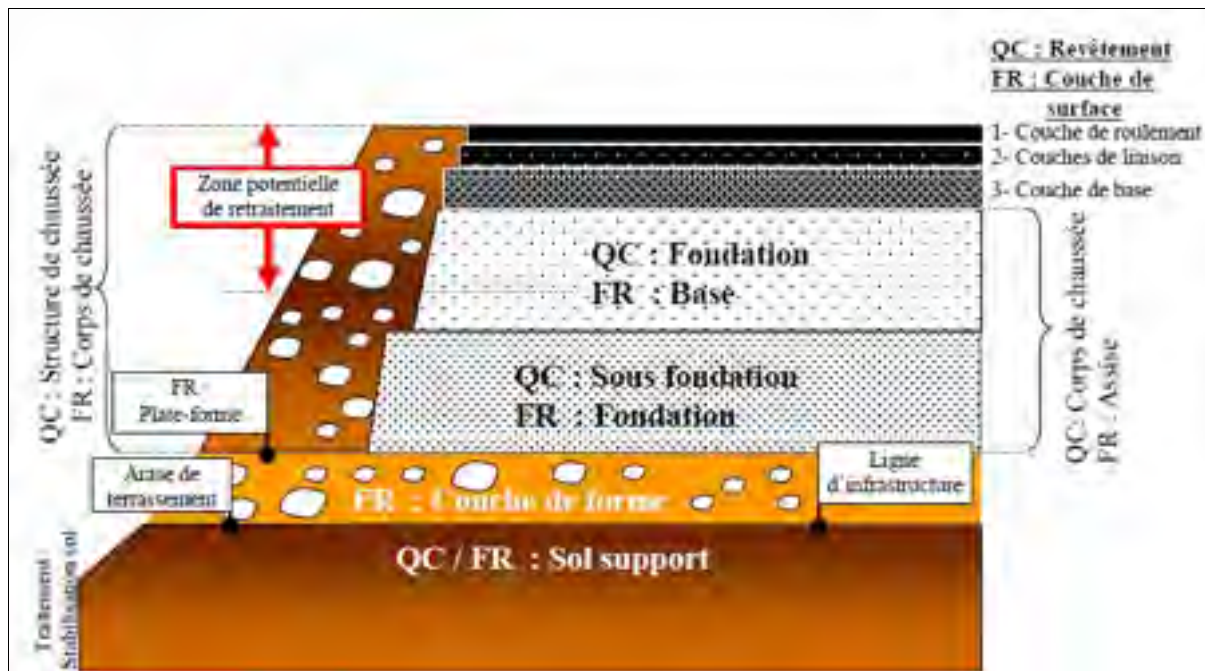 QC : Revêtement
FR : Couche de
surface
1- Couche de roulement
2- Couches de liaison
3- Couche de base
Zone potentielle
de retraitement
QC : Structure de chaussée
FR : Corps de chaussée
QC : Fondation
FR : Base
QC : Sous fondation
FR : Fondation
QC: Corps de chaussée
FR : Assise
FR
Plate-forme
Arase de
terrassement
Ligne
d'infrastructure
FR : Couche de forme
QC / FR : Sol support
Traitement
Stabilisation sol